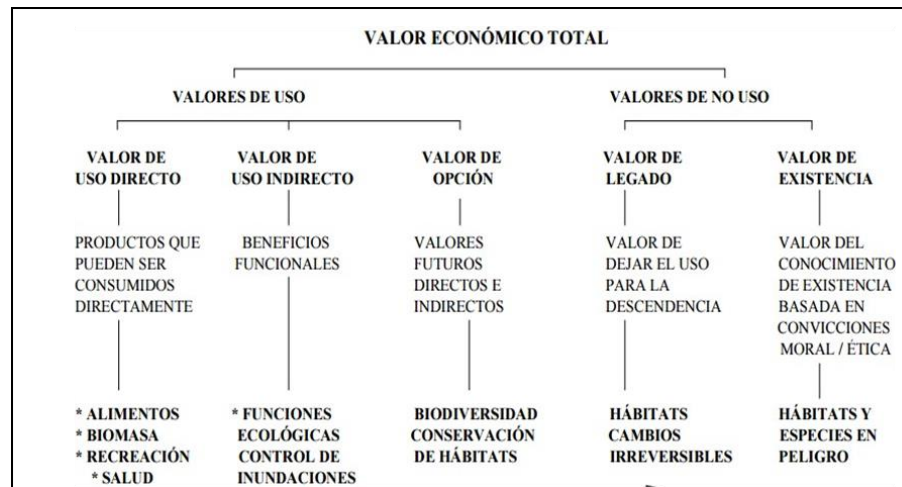 VALOR ECONÓMICO TOTAL
VALORES DE USO
VALORES DE NO USO
VALOR DE
USO DIRECTO
VALOR DE
USO INDIRECTO
VALOR DE
OPCIÓN
VALOR DE
LEGADO
VALOR DE
EXISTENCIA
PRODUCTOS QUE
PUEDEN SER
CONSUMIDOS
DIRECTAMENTE
BENEFICIOS
FUNCIONALES
VALORES
FUTUROS
DIRECTOS E
INDIRECTOS
VALOR DE
DEJAR EL USO
PARA LA
DESCENDENCIA
VALOR DEL
CONOCIMIENTO
DE EXISTENCIA
BASADA EN
CONVICCIONES
MORAL / ÉTICA
* ALIMENTOS
* BIOMASA
* RECREACIÓN
* SALUD
* FUNCIONES
ECOLÓGICAS
CONTROL DE
INUNDACIONES
BIODIVERSIDAD
CONSERVACIÓN
DE HÁBITATS
HÁBITATS
CAMBIOS
IRREVERSIBLES
HÁBITATS Y
ESPECIES EN
PELIGRO